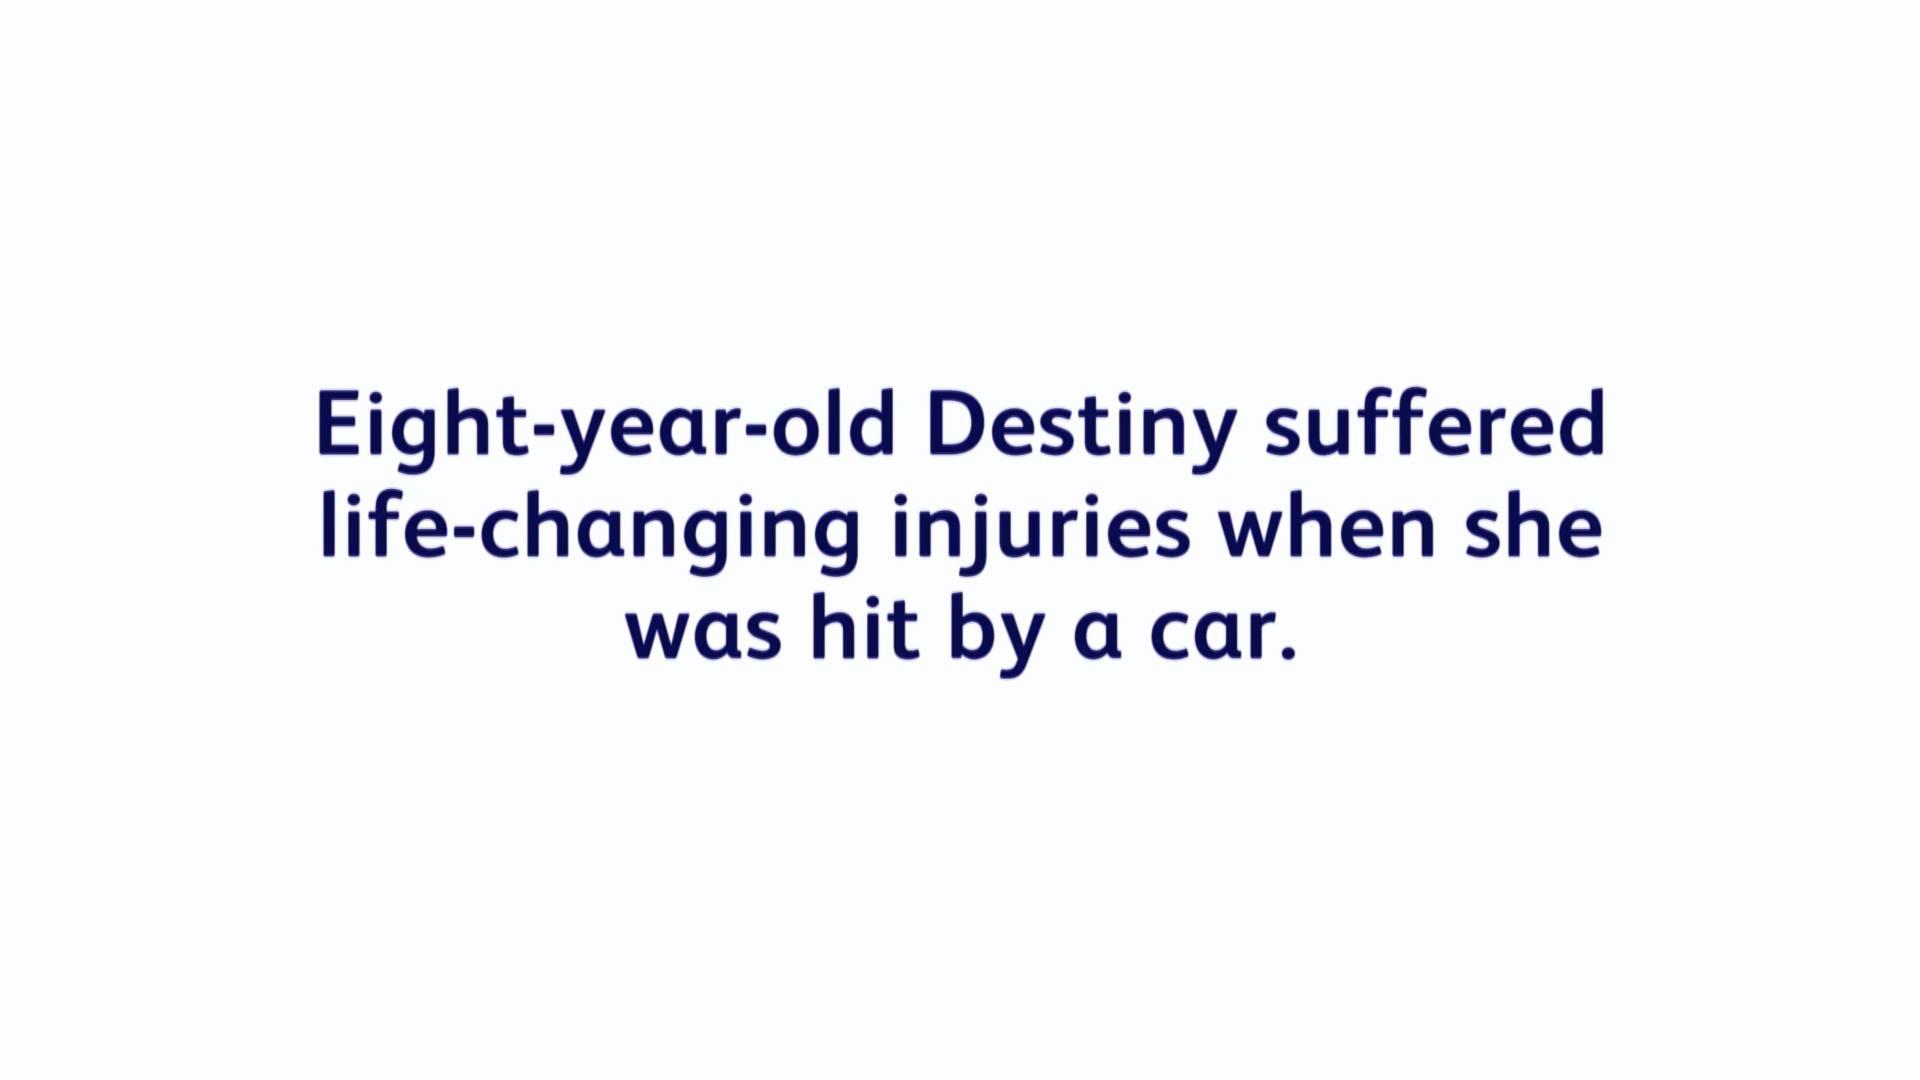 Eight-year-old Destiny suffered
life-changing injuries when she
was hit by a car.